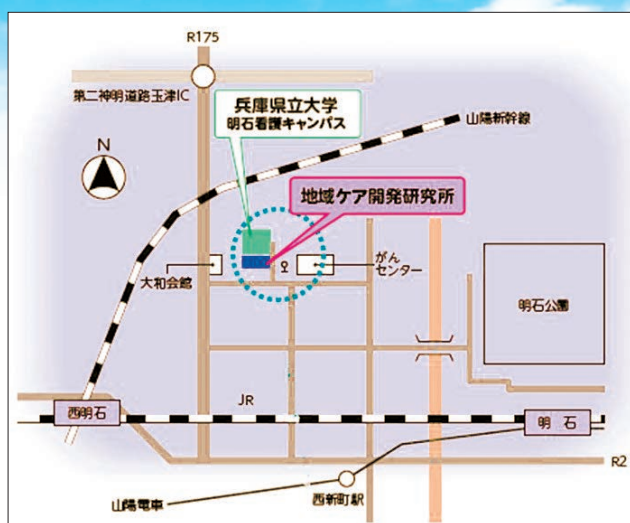 R175
第二神明道路玉津IC
兵庫県立大学
明石看護キャンパス
山陽新幹線
N
地域ケア開発研究所
大和会館
がん
センター
明石公園
JR
西明石
明 石
R2
山陽電車
西新町駅